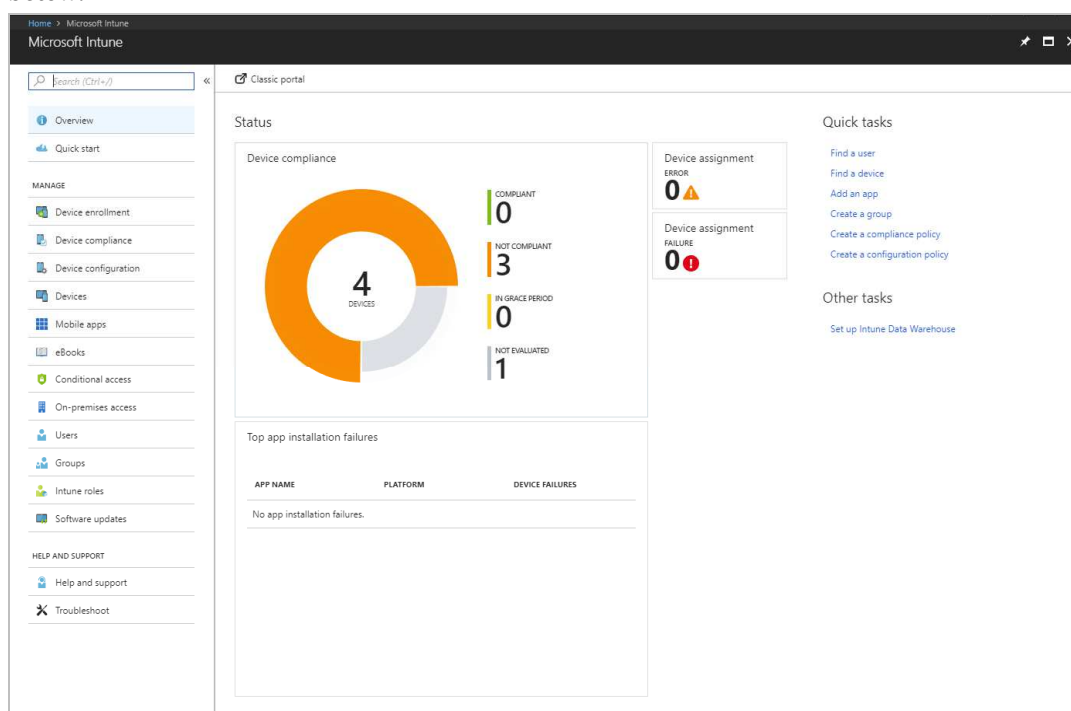 Home > Microsoft Intune
Microsoft Intune
Search (Ctrl+/)
«
Overview
Quick start
MANAGE
Device enrollment
Device compliance
Device configuration
Devices
Mobile apps
eBooks
Conditional access
On-premises access
Users
Groups
Intune roles
Software updates
HELP AND SUPPORT
Help and support
Troubleshoot
Classic portal
Status
Device compliance
4
DEVICES
COMPLIANT
0
NOT COMPLIANT
3
IN GRACE PERIOD
0
NOT EVALUATED
1
Device assignment
ERROR
0
Device assignment
FAILURE
0
Top app installation failures
APP NAME PLATFORM DEVICE FAILURES
No app installation failures.
Quick tasks
Find a user
Find a device
Add an app
Create a group
Create a compliance policy
Create a configuration policy
Other tasks
Set up Intune Data Warehouse